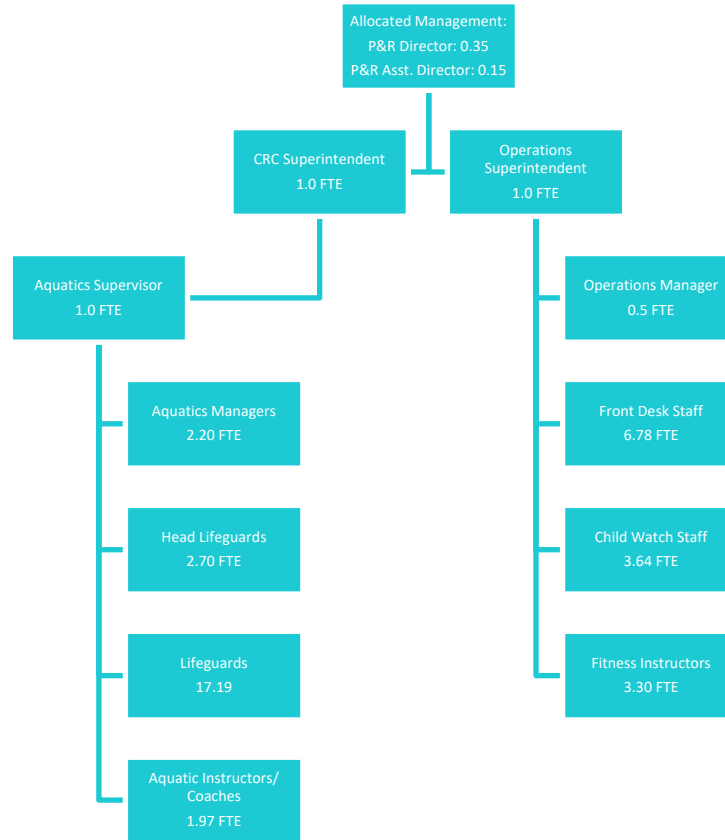 Allocated Management:
P&R Director: 0.35
P&R Asst. Director: 0.15
CRC Superintendent
1.0 FTE
Operations
Superintendent
1.0 FTE
Aquatics Supervisor
1.0 FTE
Operations Manager
0.5 FTE
Aquatics Managers
2.20 FTE
Front Desk Staff
6.78 FTE
Head Lifeguards
2.70 FTE
Child Watch Staff
3.64 FTE
Lifeguards
17.19
Fitness Instructors
3.30 FTE
Aquatic Instructors/
Coaches
1.97 FTE